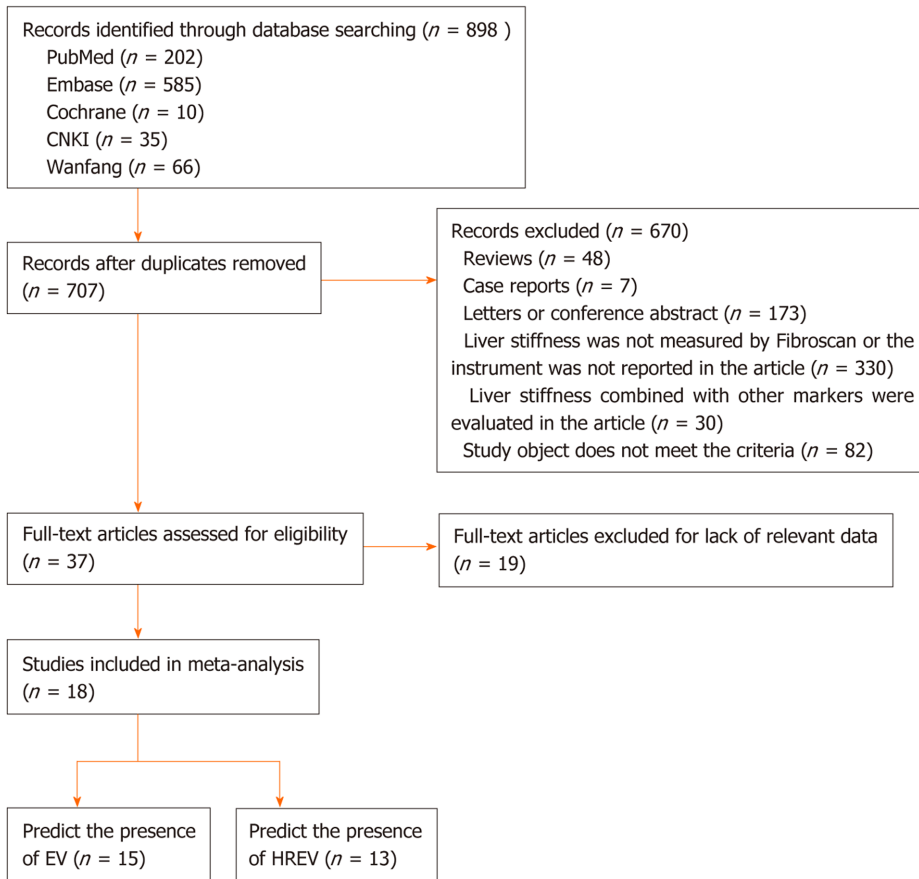 Records identified through database searching (n = 898 )
PubMed (n = 202)
Embase (n = 585)
Cochrane (n = 10)
CNKI (n = 35)
Wanfang (n = 66)
Records after duplicates removed
(n = 707)
Records excluded (n = 670)
Reviews (n = 48)
Case reports (n = 7)
Letters or conference abstract (n = 173)
Liver stiffness was not measured by Fibroscan or the
instrument was not reported in the article (n = 330)
Liver stiffness combined with other markers were
evaluated in the article (n = 30)
Study object does not meet the criteria (n = 82)
Full-text articles assessed for eligibility
(n = 37)
Full-text articles excluded for lack of relevant data
(n = 19)
Studies included in meta-analysis
(n = 18)
Predict the presence
of EV (n = 15)
Predict the presence
of HREV (n = 13)